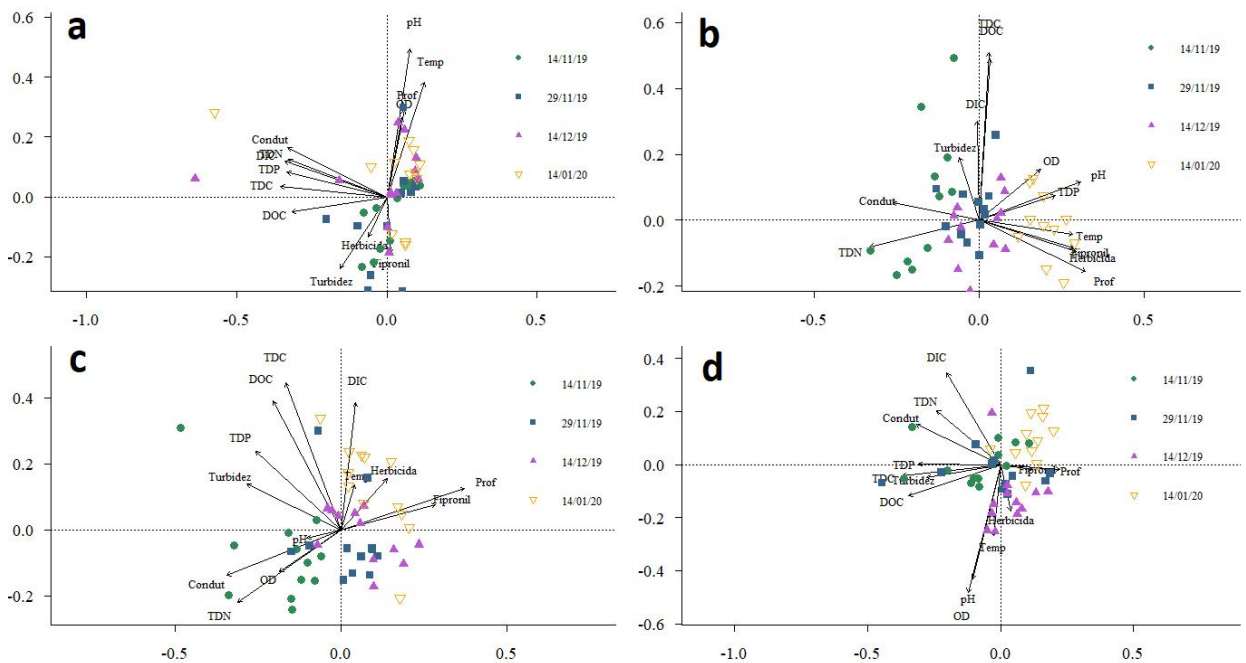 a
0.6
0.4
0.2
0.0
-0.2
-1.0
-0.5
0.0
0.5
pH
Temp
Prof
OD
Condut
TDN
DIC
TDP
TDC
DOC
Herbicida
Fipronil
Turbidez
14/11/19
29/11/19
14/12/19
14/01/20
b
0.6
0.4
0.2
0.0
-0.2
-0.5
0.0
0.5
TDC
DOC
DIC
Turbidez
OD
pH
TDP
Condut
TDN
Temp
Fipronil
Herbicida
Prof
14/11/19
29/11/19
14/12/19
14/01/20
c
0.4
0.2
0.0
-0.2
-0.5
0.0
0.5
TDC
DOC
DIC
TDP
Turbidez
Temp
Herbicida
Prof
Fipronil
pH
Condut
OD
TDN
14/11/19
29/11/19
14/12/19
14/01/20
d
0.4
0.2
0.0
-0.2
-0.4
-0.6
-1.0
-0.5
0.0
0.5
DIC
TDN
Condut
TDP
TDC
Turbidez
DOC
Fipronil
Prof
Herbicida
Temp
pH
OD
14/11/19
29/11/19
14/12/19
14/01/20